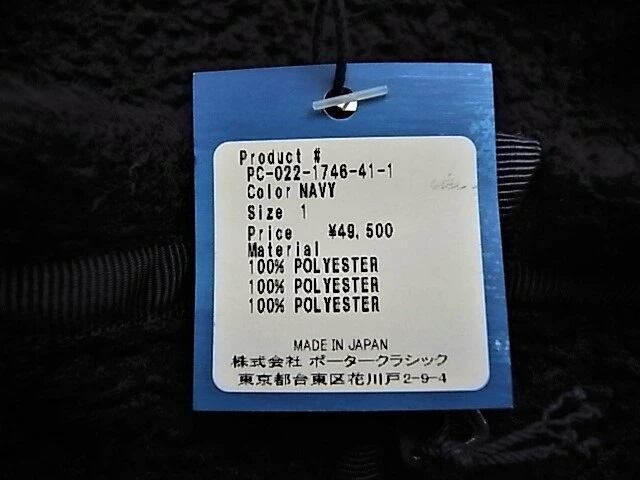 Product #
PC-022-1746-41-1
Color NAVY
Size 1
Price ¥49,500
Material
100% POLYESTER
100% POLYESTER
100% POLYESTER
MADE IN JAPAN
株式会社 ポータークラシック
東京都台東区花川戸2-9-4